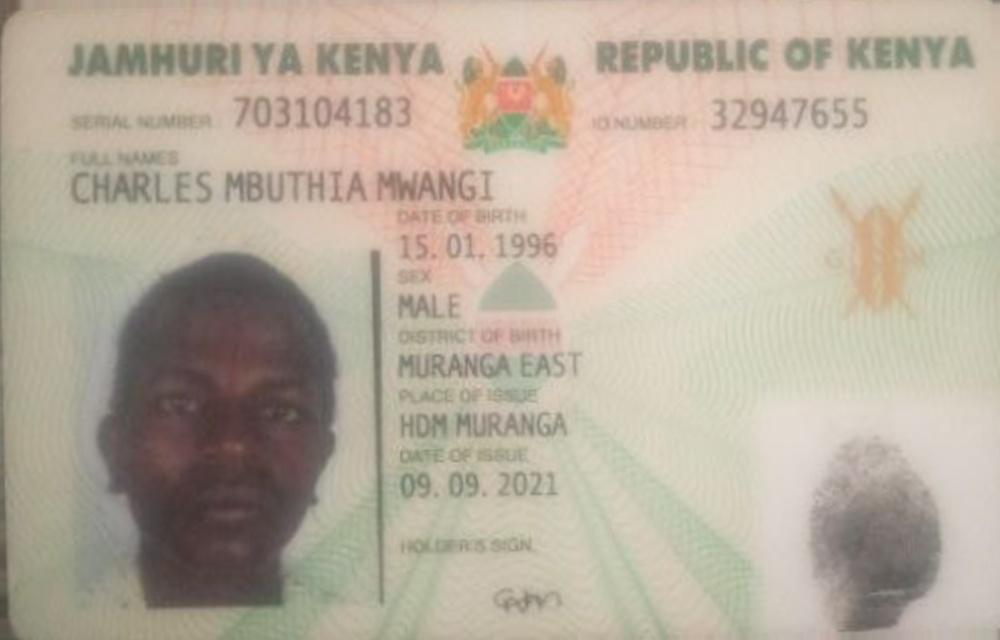 JAMHURI YA KENYA REPUBLIC OF KENYA
SERIAL NUMBER 703104183 ID NUMBER 32947655
FULL NAMES
CHARLES MBUTHIA MWANGI
DATE OF BIRTH
15. 01. 1996
SEX
MALE
DISTRICT OF BIRTH
MURANGA EAST
PLACE OF ISSUE
HDM MURANGA
DATE OF ISSUE
09. 09. 2021
HOLDER'S SIGN.